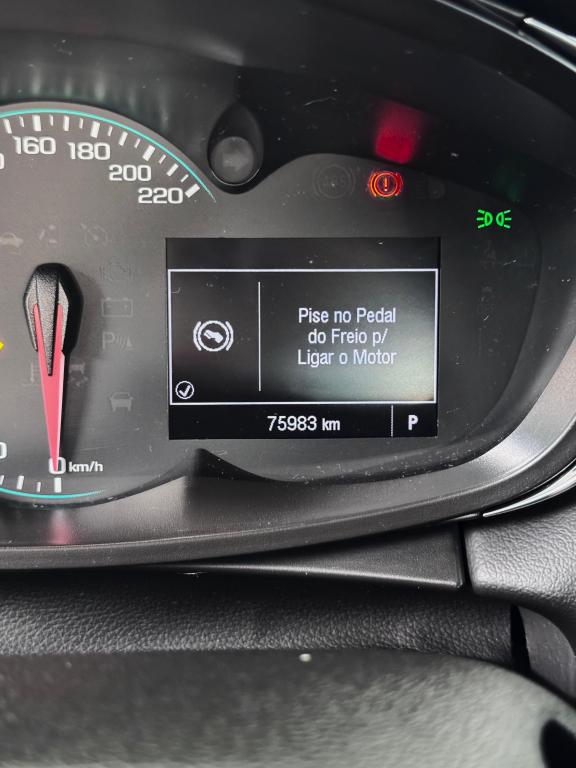 160
180
200
220
Pise no Pedal
do Freio p/
Ligar o Motor
75983 km
P
0 km/h